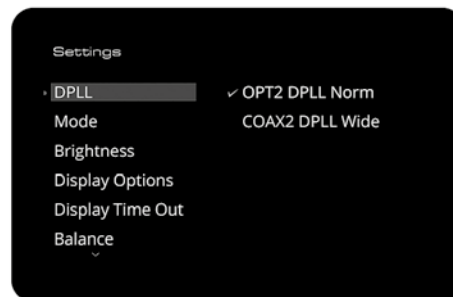 Settings
DPLL
Mode
Brightness
Display Options
Display Time Out
Balance
OPT2 DPLL Norm
COAX2 DPLL Wide